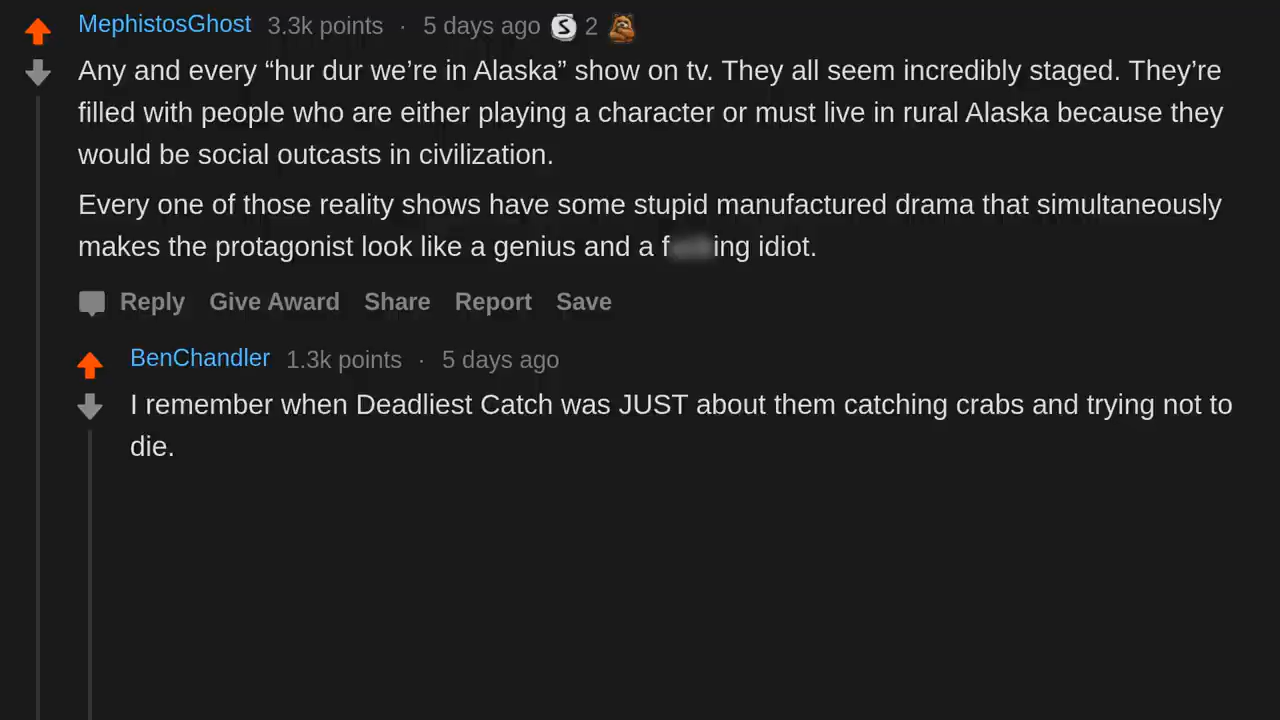 MephistosGhost 3.3k points · 5 days ago S 2
Any and every “hur dur we’re in Alaska” show on tv. They all seem incredibly staged. They’re
filled with people who are either playing a character or must live in rural Alaska because they
would be social outcasts in civilization.
Every one of those reality shows have some stupid manufactured drama that simultaneously
makes the protagonist look like a genius and a f ing idiot.
Reply Give Award Share Report Save
BenChandler 1.3k points · 5 days ago
I remember when Deadliest Catch was JUST about them catching crabs and trying not to
die.